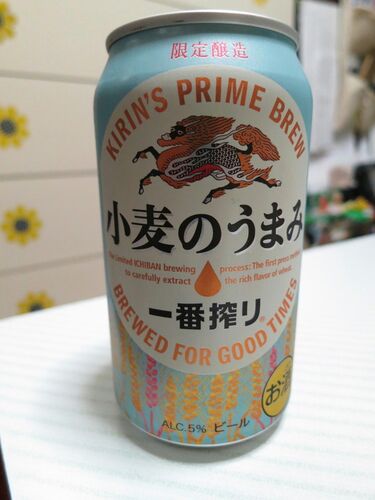 限定醸造
KIRIN'S PRIME BREW
小麦のうまみ
The Limited ICHIBAN brewing process: The first press method
to carefully extract the rich flavor of wheat.
一番搾り®
BREWED FOR GOOD TIMES
お酒
ALC.5% ビール